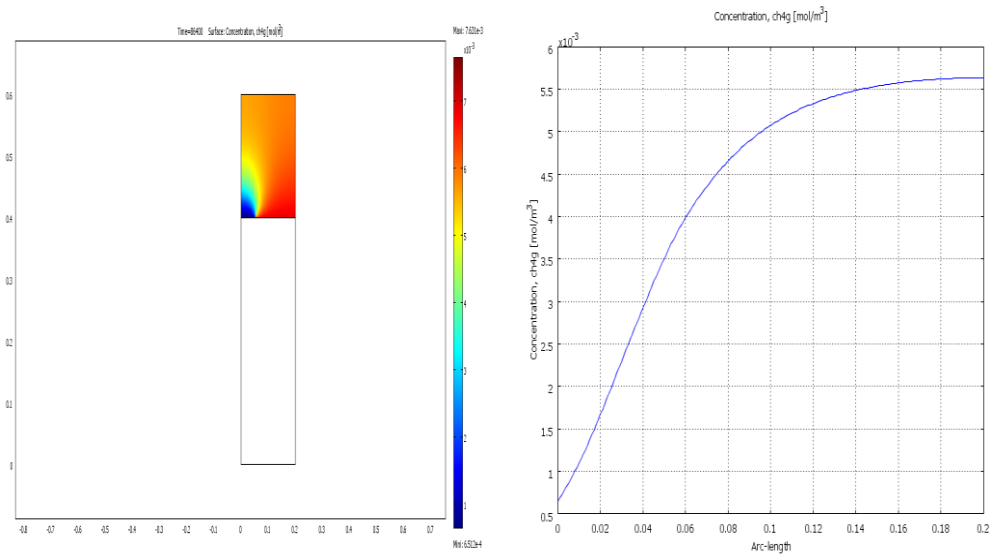 Time=86400 Surface: Concentration, ch4g [mol/m³]
Maxi: 7.620e-3
x10⁻³
0.6
0.5
0.4
0.3
0.2
0.1
0
-0.8 -0.7 -0.6 -0.5 -0.4 -0.3 -0.2 -0.1 0 0.1 0.2 0.3 0.4 0.5 0.6 0.7
7
6
5
4
3
2
1
Mini: 6.512e-4
Concentration, ch4g [mol/m³]
x10⁻³
6
5.5
5
4.5
4
3.5
3
2.5
2
1.5
1
0.5
Concentration, ch4g [mol/m³]
0 0.02 0.04 0.06 0.08 0.1 0.12 0.14 0.16 0.18 0.2
Arc-length